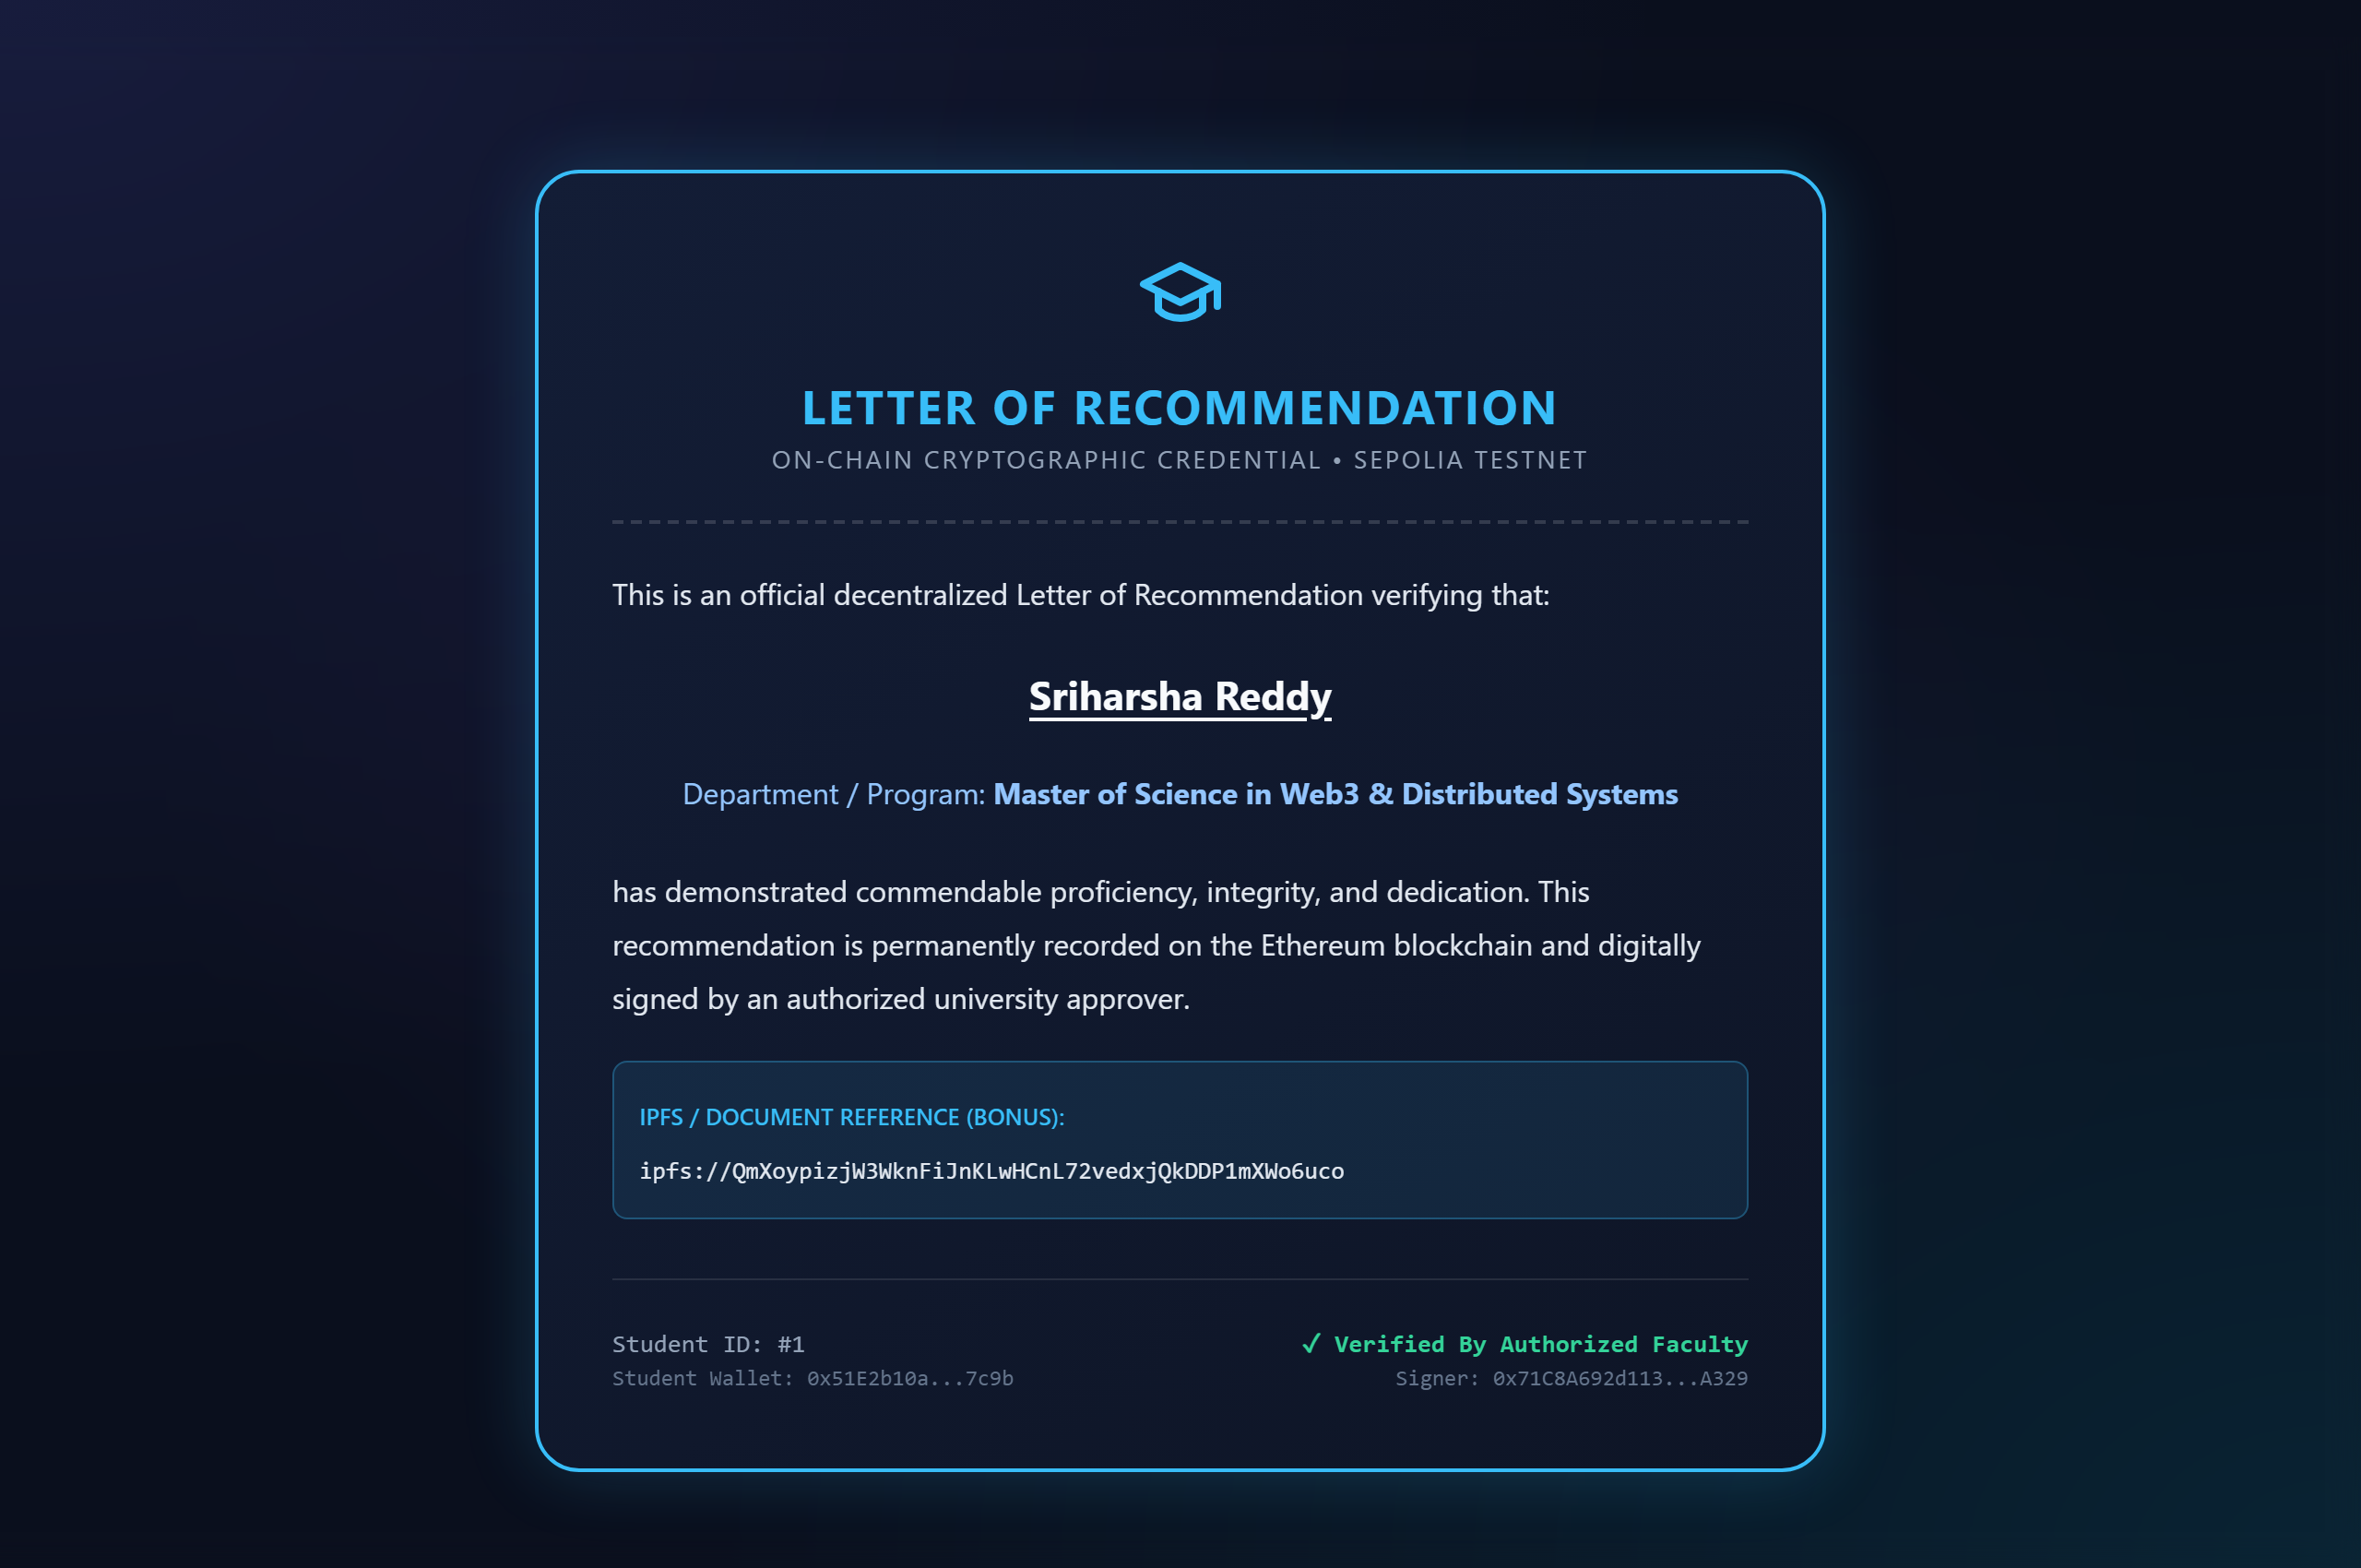 LETTER OF RECOMMENDATION
ON-CHAIN CRYPTOGRAPHIC CREDENTIAL • SEPOLIA TESTNET
This is an official decentralized Letter of Recommendation verifying that:
Sriharsha Reddy
Department / Program: Master of Science in Web3 & Distributed Systems
has demonstrated commendable proficiency, integrity, and dedication. This
recommendation is permanently recorded on the Ethereum blockchain and digitally
signed by an authorized university approver.
IPFS / DOCUMENT REFERENCE (BONUS):
ipfs://QmXoypizjW3WknFiJnKLwHCnL72vedxjQkDDP1mXWo6uco
Student ID: #1
Student Wallet: 0x51E2b10a...7c9b
✓ Verified By Authorized Faculty
Signer: 0x71C8A692d113...A329